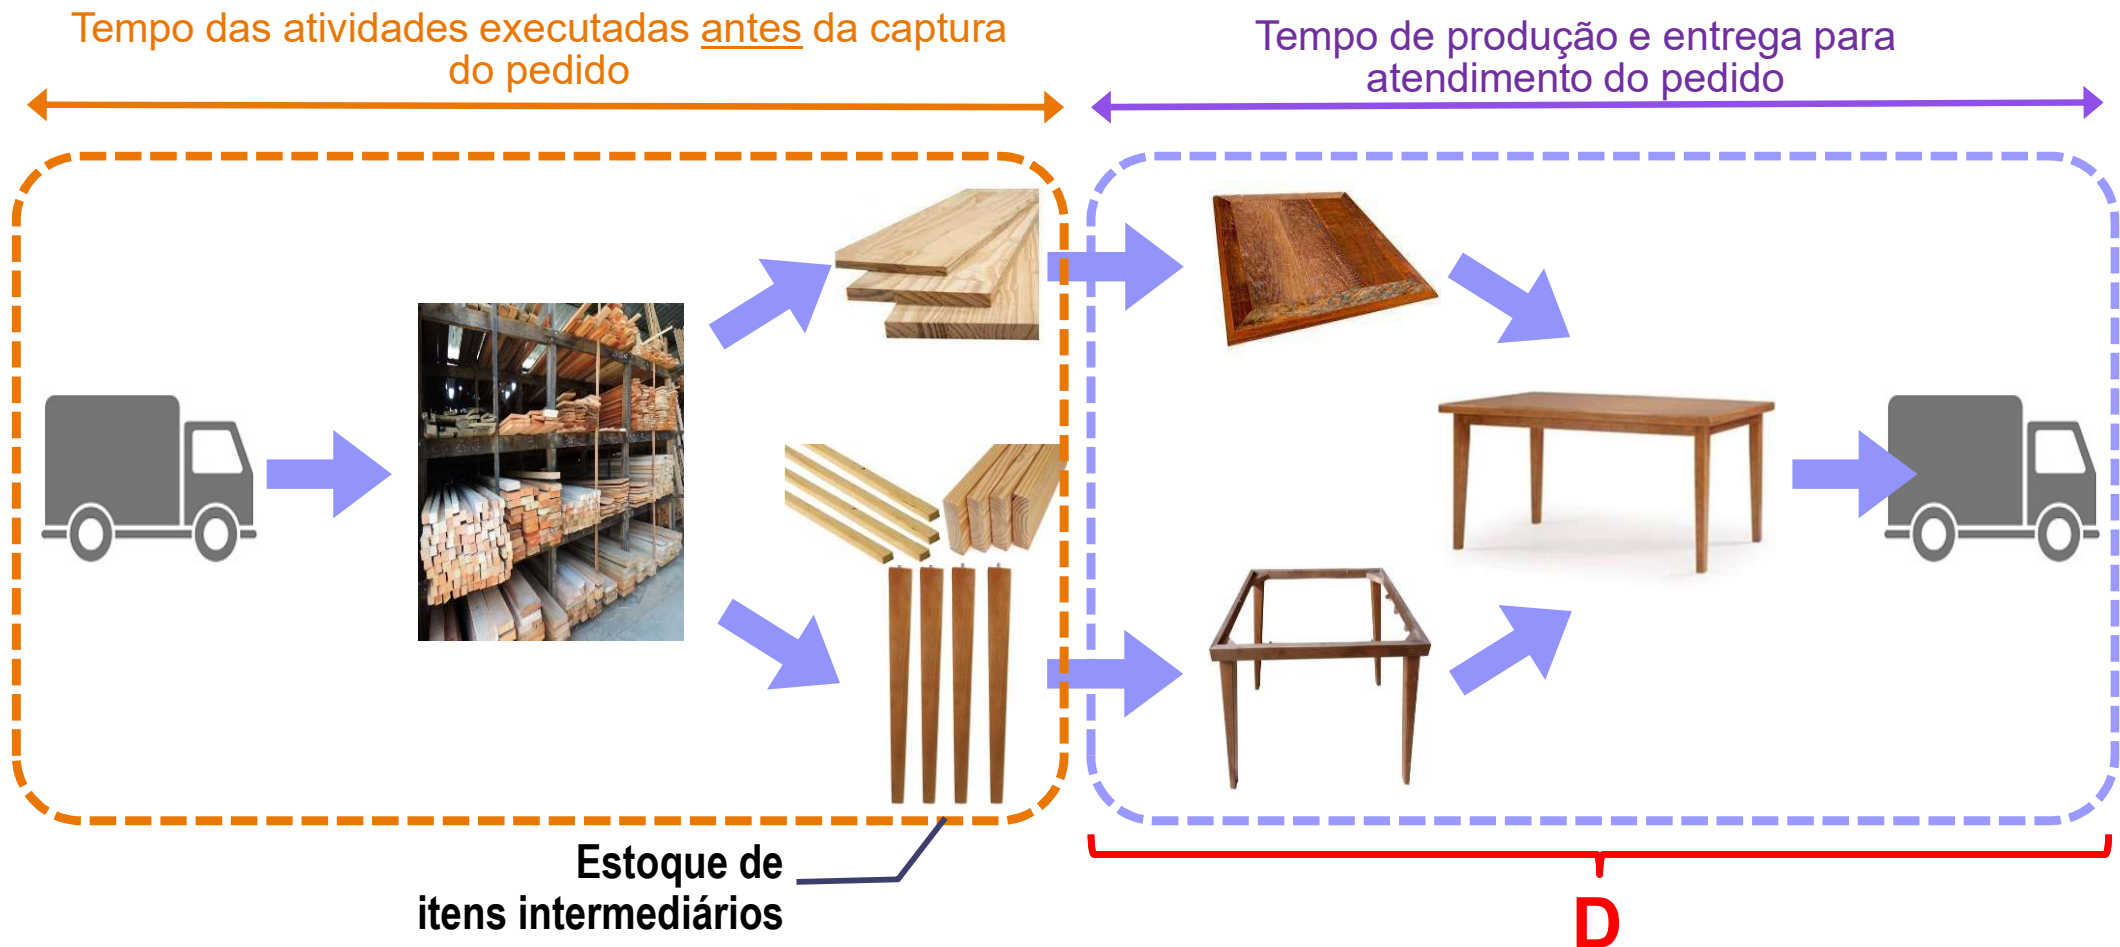 Tempo das atividades executadas antes da captura
do pedido
Tempo de produção e entrega para
atendimento do pedido
Estoque de
itens intermediários
D